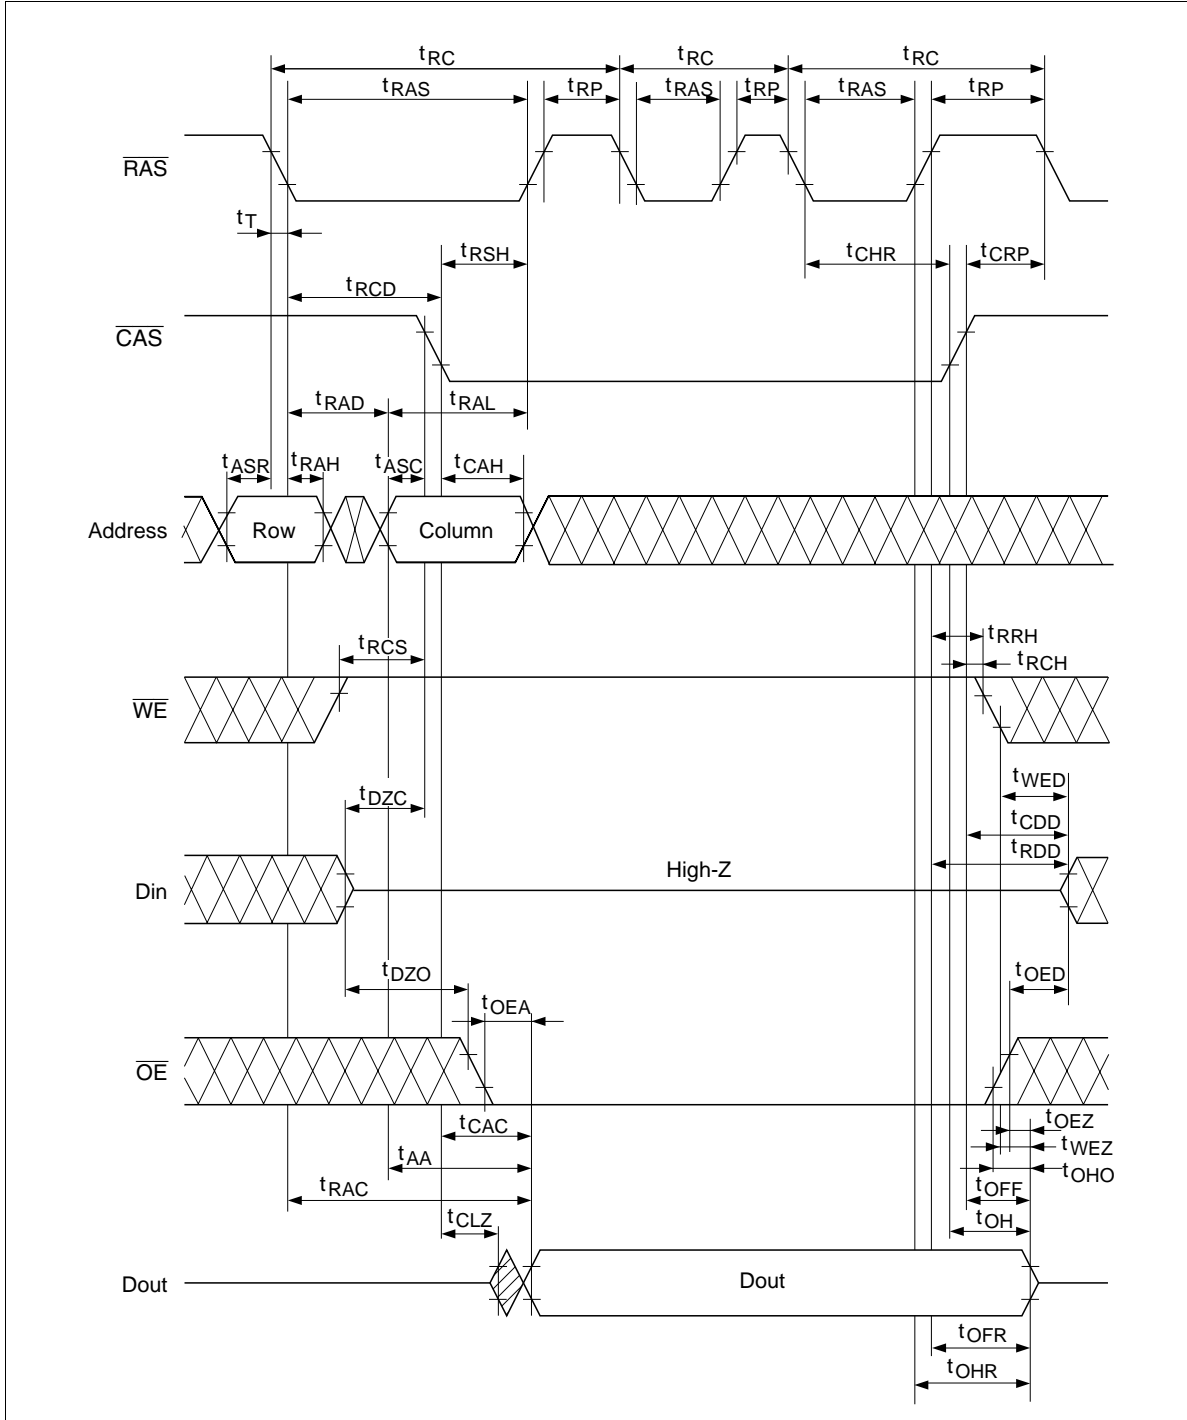 tRC tRC tRC
tRAS tRP tRAS tRP tRAS tRP
RAS
tT
tRSH tCHR tCRP
tRCD
CAS
tRAD tRAL
tASR tRAH tASC tCAH
Address Row Column
tRRH
tRCS tRCH
WE
tWED
tDZC
tCDD
tRDD
Din High-Z
tDZO tOED
tOEA
OE
tOEZ
tCAC
tWEZ
tAA
tOHO
tRAC tOFF
tCLZ tOH
Dout Dout
tOFR
tOHR